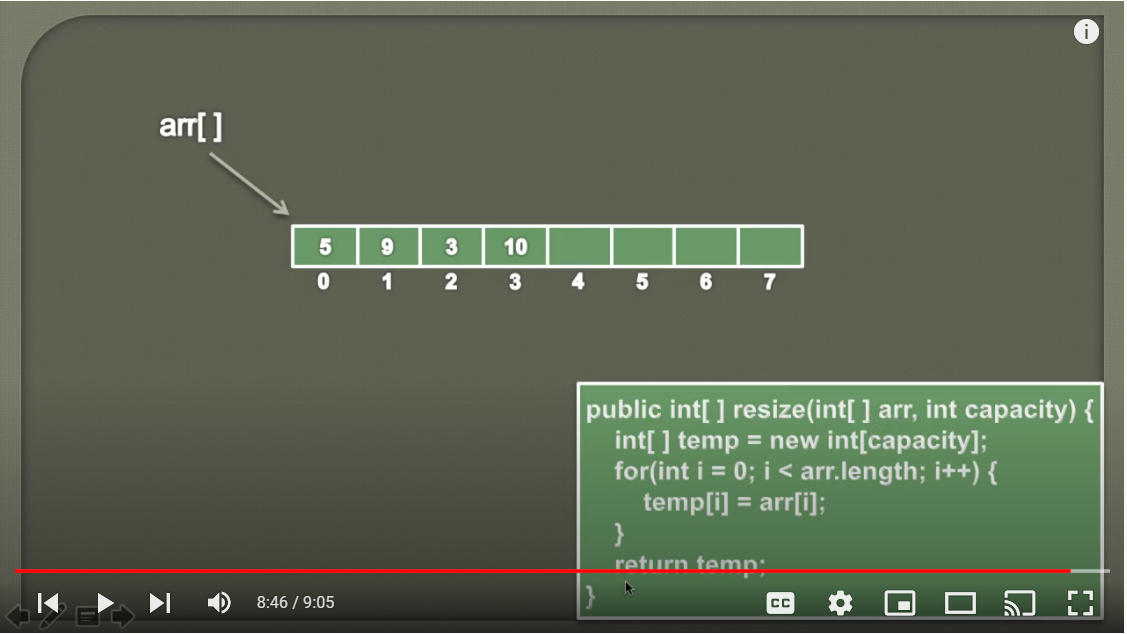 arr[ ]
5 9 3 10
0 1 2 3 4 5 6 7
public int[ ] resize(int[ ] arr, int capacity) {
int[ ] temp = new int[capacity];
for(int i = 0; i < arr.length; i++) {
temp[i] = arr[i];
}
return temp;
}
8:46 / 9:05
CC
i